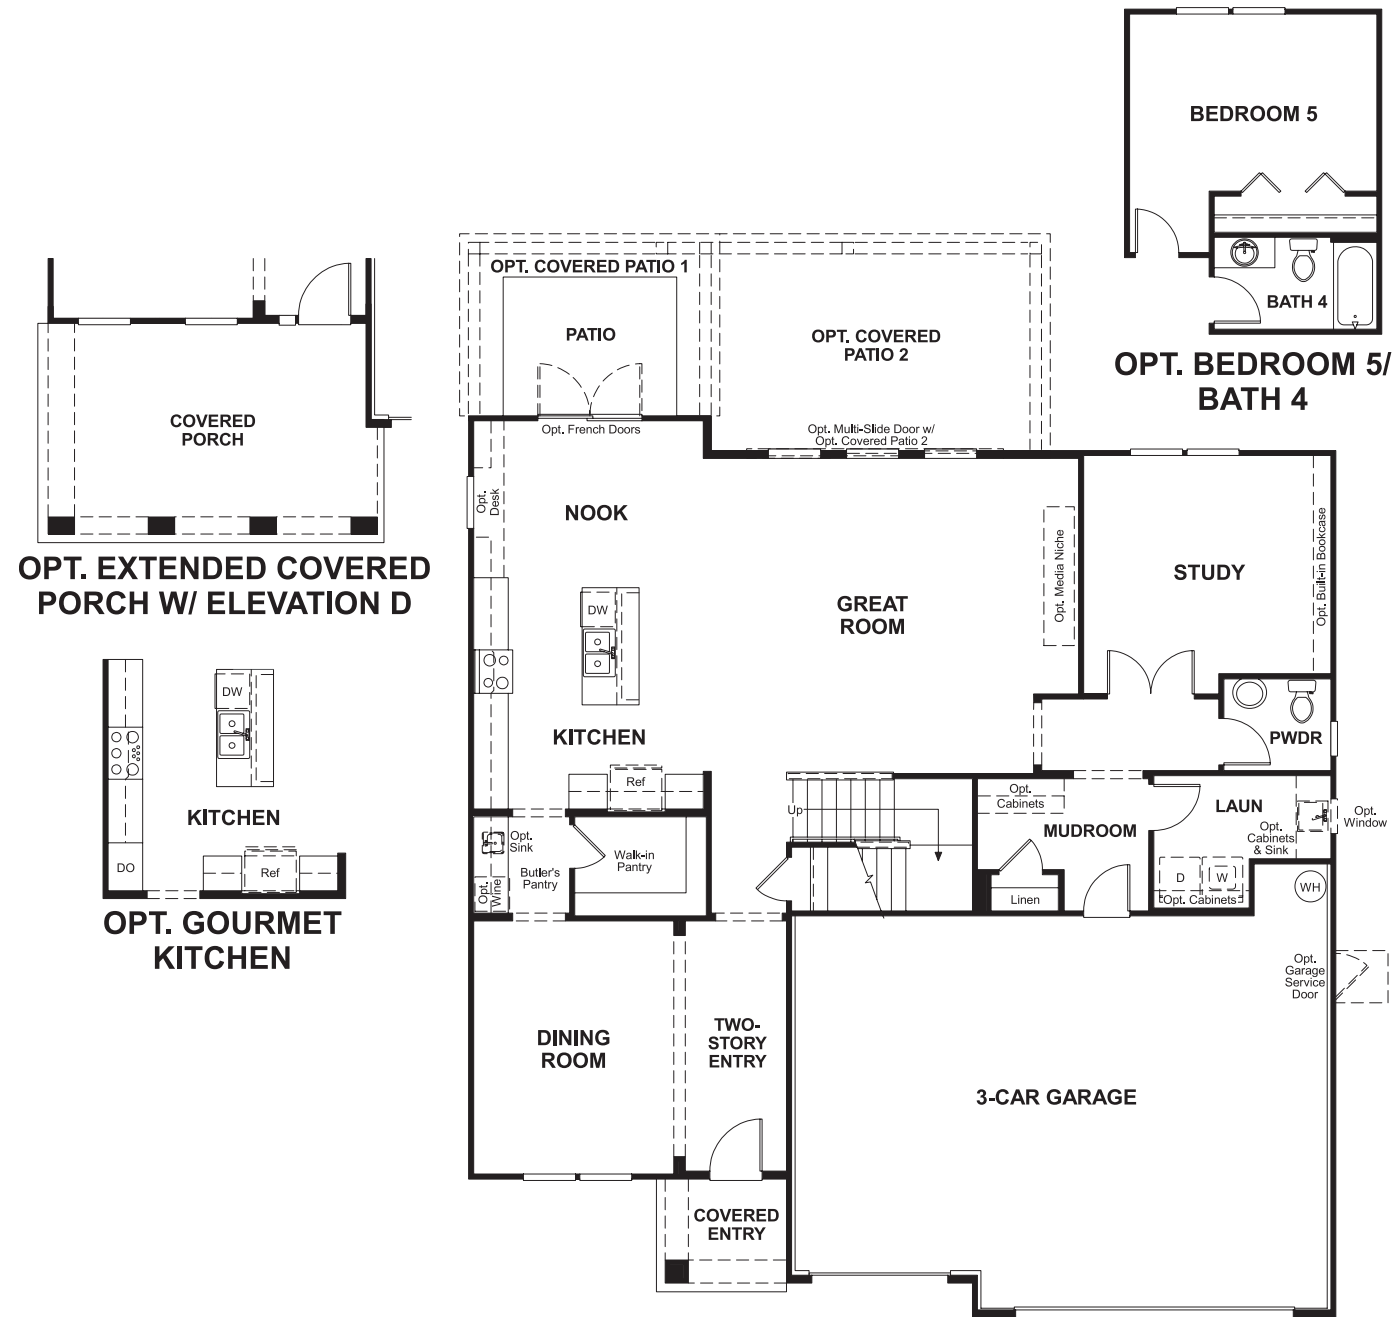 BEDROOM 5
BATH 4
OPT. BEDROOM 5/
BATH 4
OPT. COVERED PATIO 1
PATIO
OPT. COVERED
PATIO 2
Opt. French Doors
Opt. Multi-Slide Door w/
Opt. Covered Patio 2
COVERED
PORCH
OPT. EXTENDED COVERED
PORCH W/ ELEVATION D
Opt.
Desk
NOOK
DW
GREAT
ROOM
Opt. Media Niche
STUDY
Opt. Built-in Bookcase
DW
KITCHEN
DO
Ref
OPT. GOURMET
KITCHEN
KITCHEN
Ref
PWDR
Up
Opt.
Cabinets
MUDROOM
LAUN
Opt.
Cabinets
& Sink
Opt.
Window
Opt.
Sink
Butler's
Pantry
Opt.
Wine
Walk-in
Pantry
Linen
D
W
Opt. Cabinets
WH
Opt.
Garage
Service
Door
DINING
ROOM
TWO-
STORY
ENTRY
3-CAR GARAGE
COVERED
ENTRY